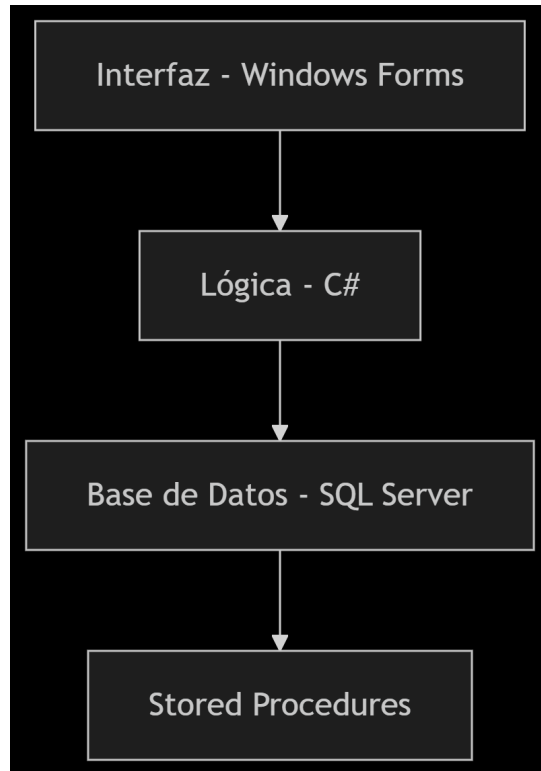 Interfaz - Windows Forms
Lógica - C#
Base de Datos - SQL Server
Stored Procedures